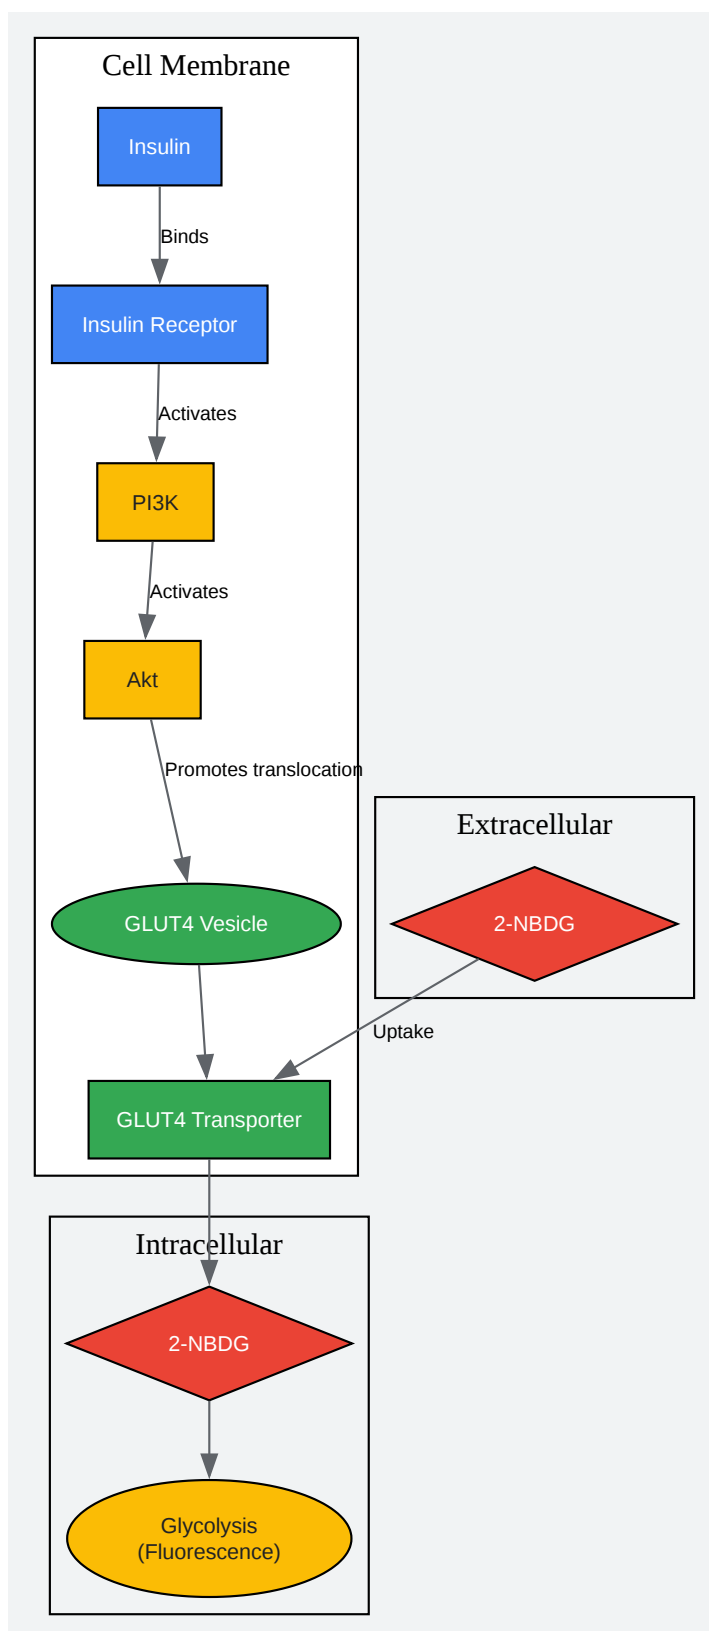 Cell Membrane
Insulin
Binds
Insulin Receptor
Activates
PI3K
Activates
Akt
Promotes translocation
Extracellular
GLUT4 Vesicle
2-NBDG
Uptake
GLUT4 Transporter
Intracellular
2-NBDG
Glycolysis
(Fluorescence)